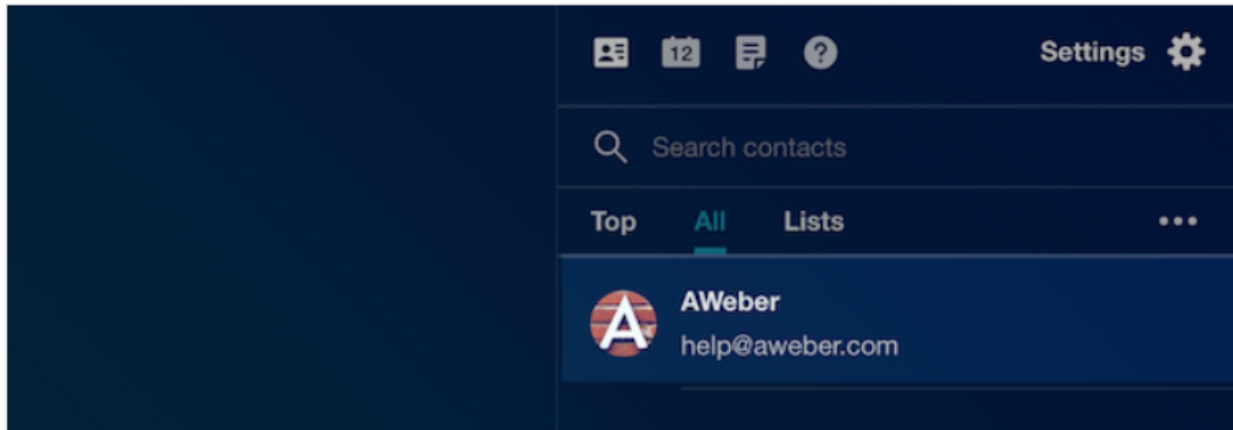 12 ? Settings
Search contacts
Top All Lists
A AWeber
help@aweber.com